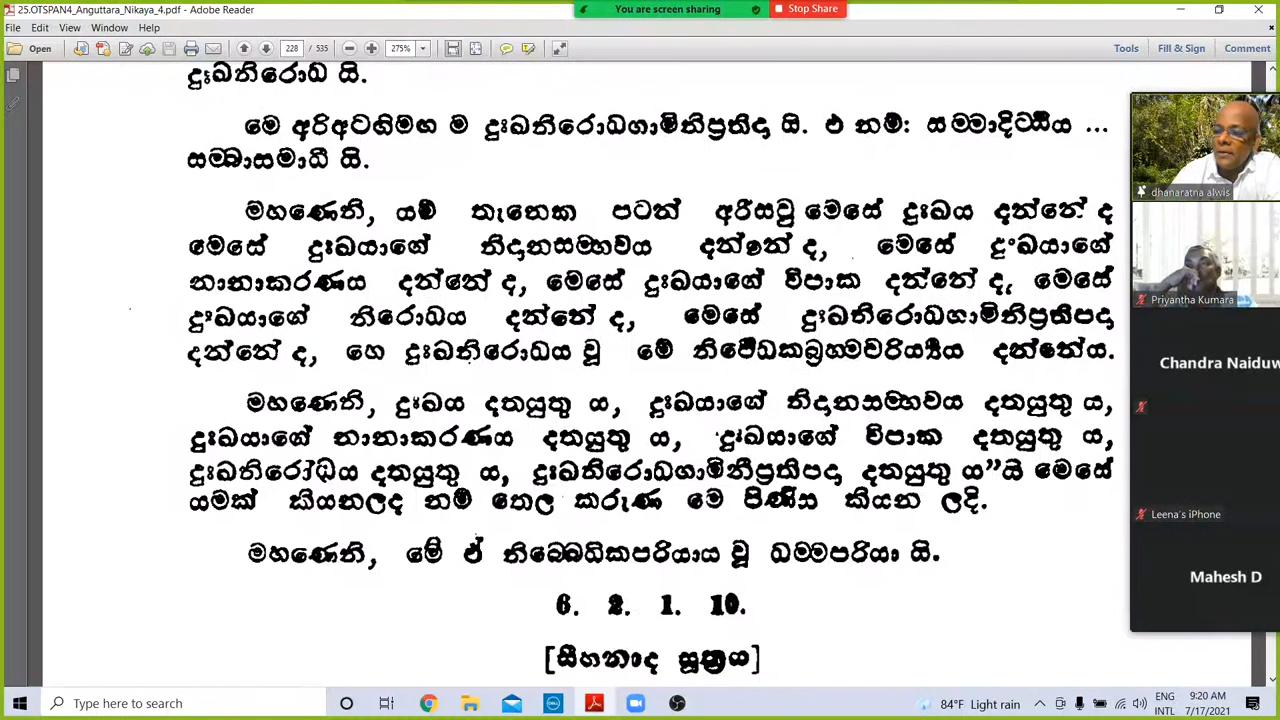 25.OTSPAN4_Anguttara_Nikaya_4.pdf - Adobe Reader
You are screen sharing
Stop Share
File Edit View Window Help
Open
228 / 535
275%
Tools Fill & Sign Comment
දුඃඛනිරොධ යි.
මෙ අරිඅටඟිමඟ ම දුඃඛනිරොධගාමිනිප්‍රතිපදා යි. එ නම්: සම්මාදිට්ඨිය ...
සම්මාසමාධි යි.
මහණෙනි, යම් තැනෙක පටන් අරීසවු මෙසේ දුඃඛය දන්නේ ද
මෙසේ දුඃඛයාගේ නිදානසම්භවය දන්නේ ද, මෙසේ දුඃඛයාගේ
නානාකරණය දන්නේ ද, මෙසේ දුඃඛයාගේ විපාක දන්නේ ද, මෙසේ
දුඃඛයාගේ නිරොධය දන්නේ ද, මෙසේ දුඃඛනිරොධගාමිනිප්‍රතිපදා
දන්නේ ද, හෙ දුඃඛනිරොධය වූ මේ නිර්වේධිකබ්‍රහ්මචරිය්‍යය දන්නේය.
මහණෙනි, දුඃඛය දතයුතු ය, දුඃඛයාගේ නිදානසම්භවය දතයුතු ය,
දුඃඛයාගේ නානාකරණය දතයුතු ය, දුඃඛයාගේ විපාක දතයුතු ය,
දුඃඛනිරෝධය දතයුතු ය, දුඃඛනිරොධගාමිනීප්‍රතිපදා දතයුතු ය”යි මෙසේ
යමක් කියනලද නම් තෙල කරුණ මෙ පිණිස කියන ලදි.
මහණෙනි, මේ ඒ නිබ්බෙධිකපරියාය වූ ධම්මපරියා යි.
6. 2. 1. 10.
[සීහනාද සූත්‍රය]
dhanaratna alwis
Priyantha Kumara
Chandra Naiduw
Leena's iPhone
Mahesh D
Type here to search
84°F Light rain
ENG
INTL
9:20 AM
7/17/2021